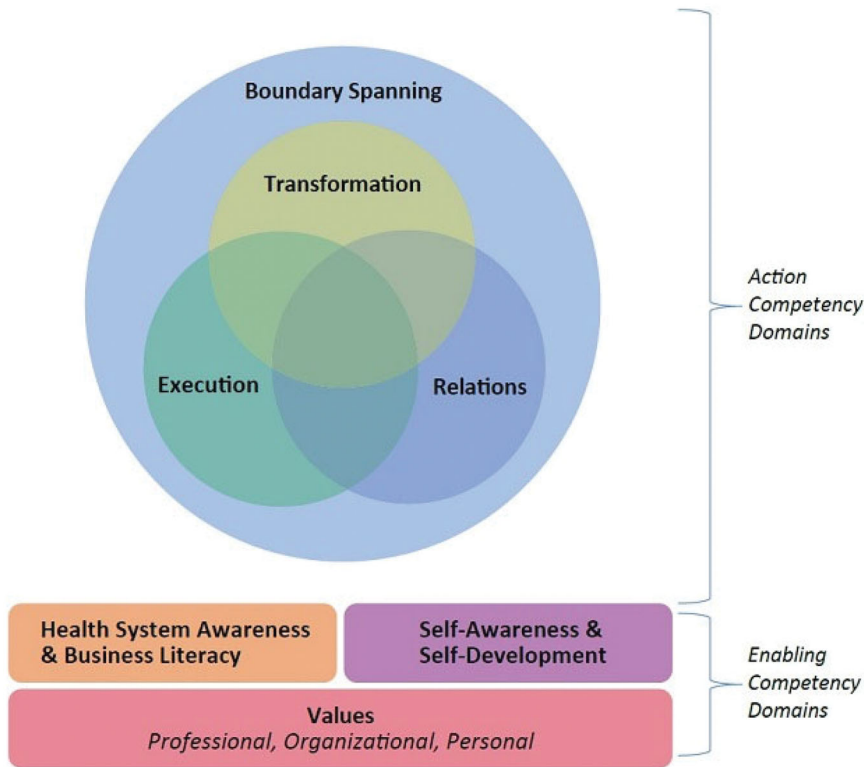 Boundary Spanning
Transformation
Execution
Relations
Action
Competency
Domains
Health System Awareness
& Business Literacy
Self-Awareness &
Self-Development
Values
Professional, Organizational, Personal
Enabling
Competency
Domains